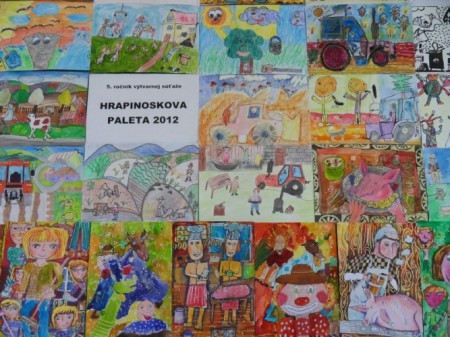 5. ročník výtvarnej súťaže
HRAPINOSKOVA
PALETA 2012